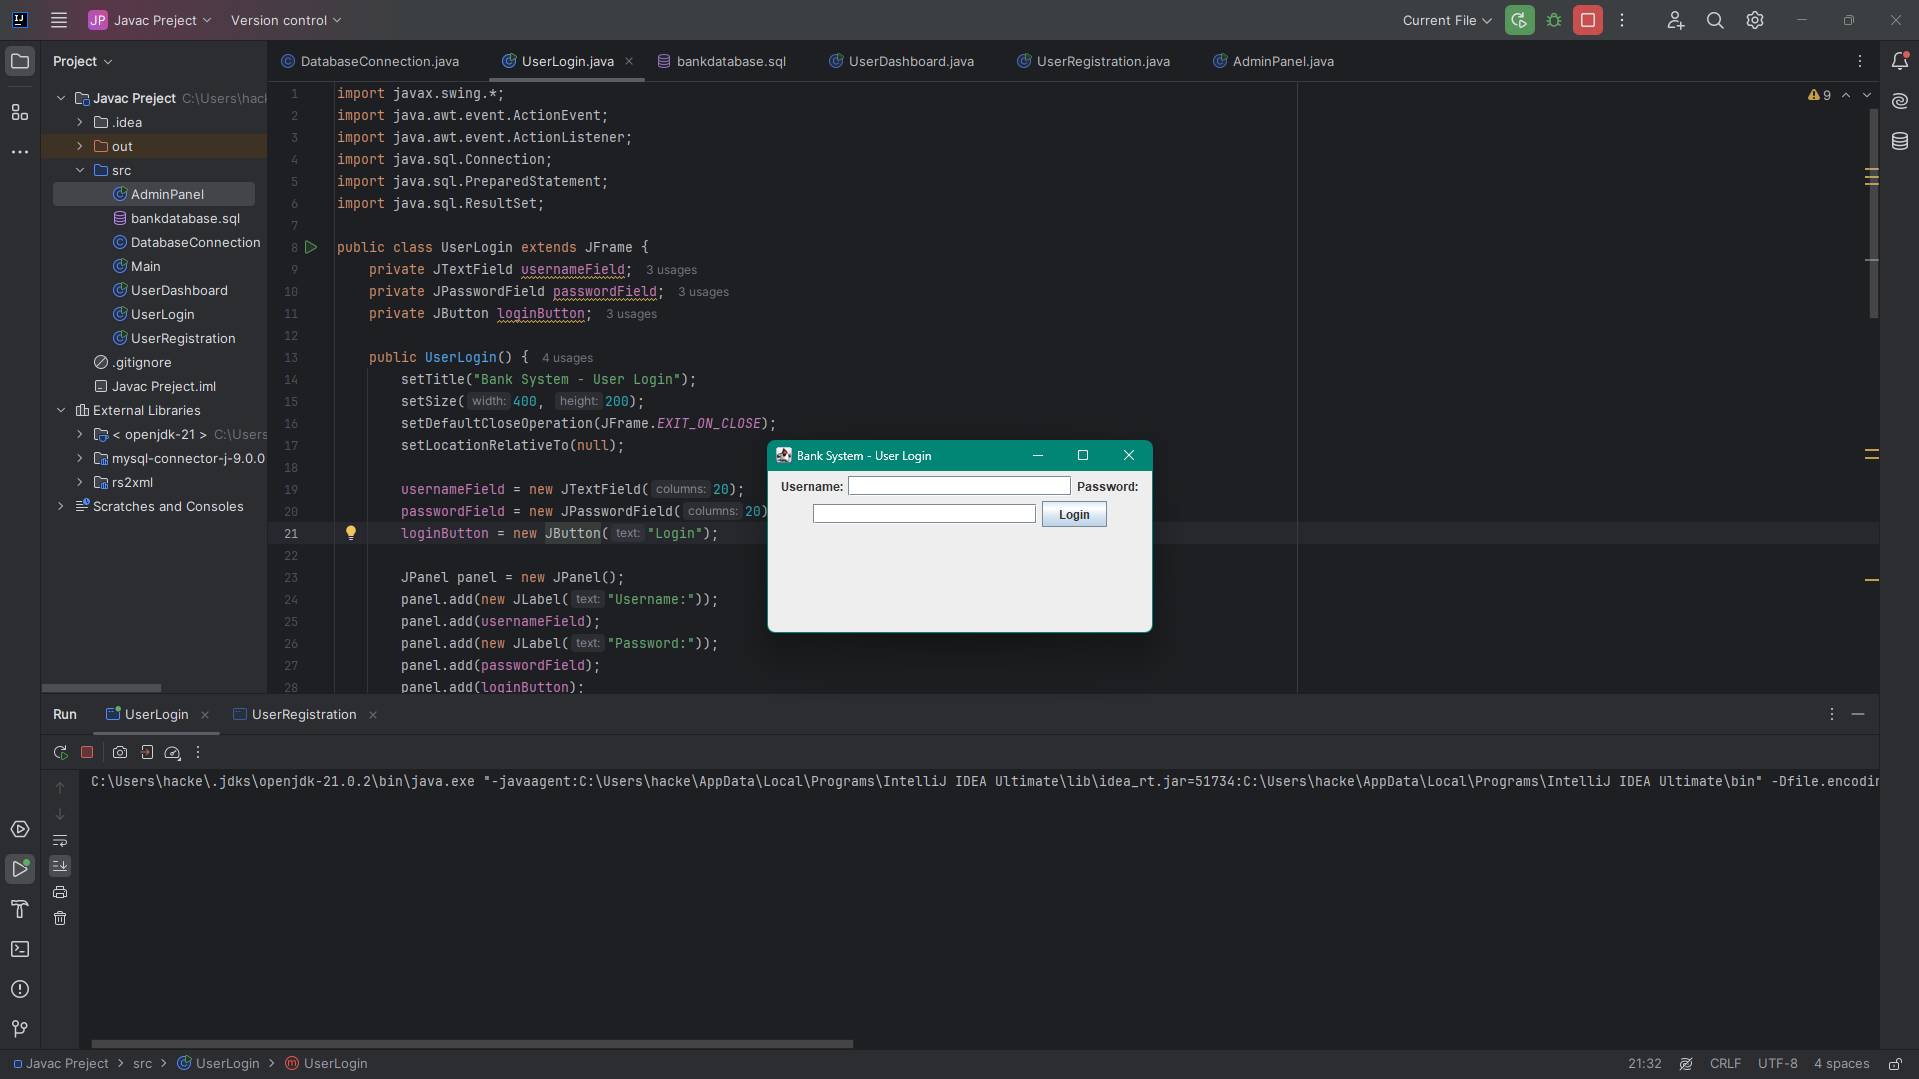 JP Javac Preject Version control Current File
Project
DatabaseConnection.java UserLogin.java bankdatabase.sql UserDashboard.java UserRegistration.java AdminPanel.java
Javac Preject C:\Users\hack
.idea
out
src
AdminPanel
bankdatabase.sql
DatabaseConnection
Main
UserDashboard
UserLogin
UserRegistration
.gitignore
Javac Preject.iml
External Libraries
< openjdk-21 > C:\Users
mysql-connector-j-9.0.0
rs2xml
Scratches and Consoles
9
1 import javax.swing.*;
2 import java.awt.event.ActionEvent;
3 import java.awt.event.ActionListener;
4 import java.sql.Connection;
5 import java.sql.PreparedStatement;
6 import java.sql.ResultSet;
7
8 public class UserLogin extends JFrame {
9 private JTextField usernameField; 3 usages
10 private JPasswordField passwordField; 3 usages
11 private JButton loginButton; 3 usages
12
13 public UserLogin() { 4 usages
14 setTitle("Bank System - User Login");
15 setSize( width: 400, height: 200);
16 setDefaultCloseOperation(JFrame.EXIT_ON_CLOSE);
17 setLocationRelativeTo(null);
18
19 usernameField = new JTextField( columns: 20);
20 passwordField = new JPasswordField( columns: 20)
21 loginButton = new JButton( text: "Login");
22
23 JPanel panel = new JPanel();
24 panel.add(new JLabel( text: "Username:"));
25 panel.add(usernameField);
26 panel.add(new JLabel( text: "Password:"));
27 panel.add(passwordField);
28 panel.add(loginButton);
Bank System - User Login
Username: Password:
Login
Run UserLogin UserRegistration
C:\Users\hacke\.jdks\openjdk-21.0.2\bin\java.exe "-javaagent:C:\Users\hacke\AppData\Local\Programs\IntelliJ IDEA Ultimate\lib\idea_rt.jar=51734:C:\Users\hacke\AppData\Local\Programs\IntelliJ IDEA Ultimate\bin" -Dfile.encodin
Javac Preject > src > UserLogin > UserLogin
21:32 CRLF UTF-8 4 spaces